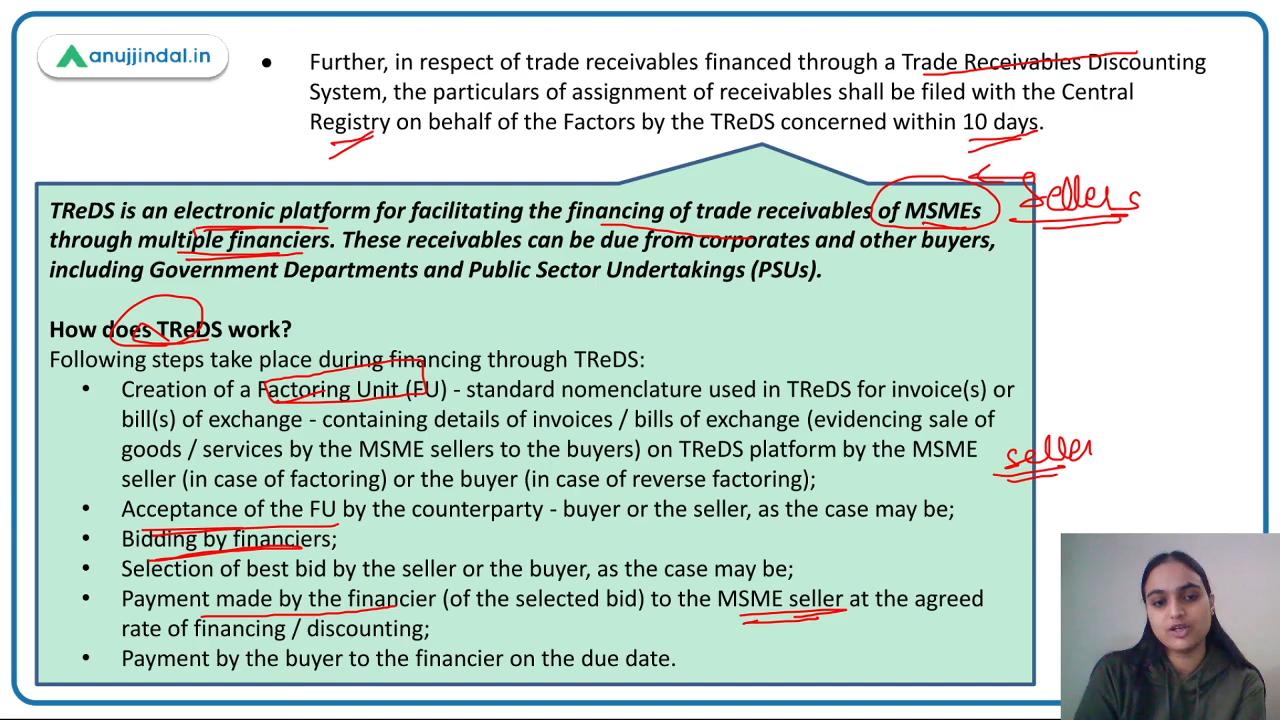 anujjindal.in
• Further, in respect of trade receivables financed through a Trade Receivables Discounting
System, the particulars of assignment of receivables shall be filed with the Central
Registry on behalf of the Factors by the TReDS concerned within 10 days.
Sellers
TReDS is an electronic platform for facilitating the financing of trade receivables of MSMEs
through multiple financiers. These receivables can be due from corporates and other buyers,
including Government Departments and Public Sector Undertakings (PSUs).
How does TReDS work?
Following steps take place during financing through TReDS:
• Creation of a Factoring Unit (FU) - standard nomenclature used in TReDS for invoice(s) or
bill(s) of exchange - containing details of invoices / bills of exchange (evidencing sale of
goods / services by the MSME sellers to the buyers) on TReDS platform by the MSME
seller (in case of factoring) or the buyer (in case of reverse factoring);
seller
• Acceptance of the FU by the counterparty - buyer or the seller, as the case may be;
• Bidding by financiers;
• Selection of best bid by the seller or the buyer, as the case may be;
• Payment made by the financier (of the selected bid) to the MSME seller at the agreed
rate of financing / discounting;
• Payment by the buyer to the financier on the due date.